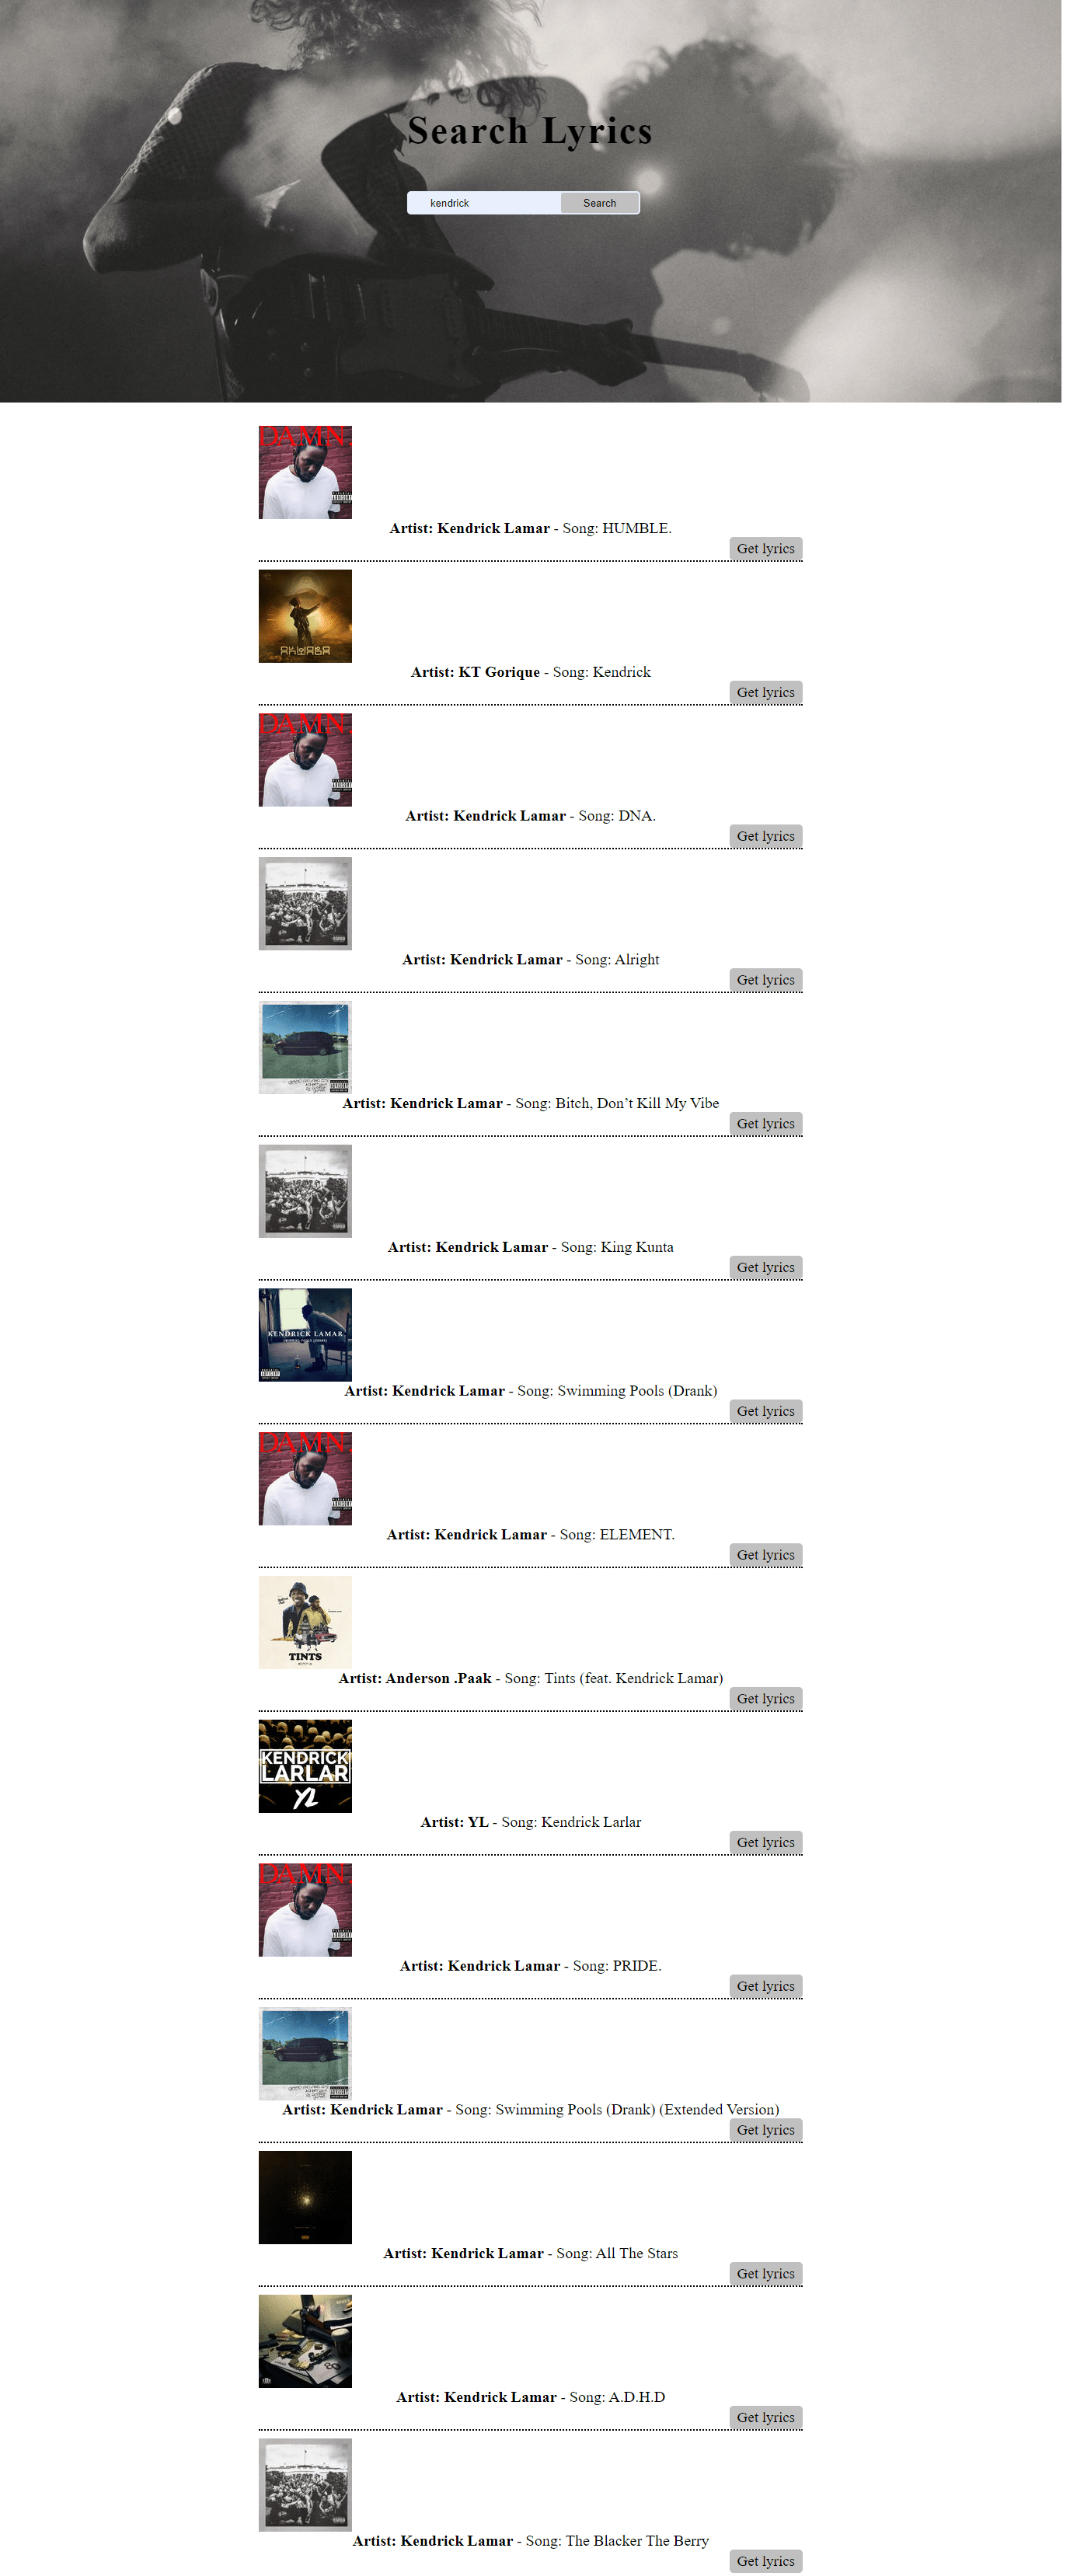 Search Lyrics
kendrick
Search
DAMN.
Artist: Kendrick Lamar - Song: HUMBLE.
Get lyrics
AKWABA
Artist: KT Gorique - Song: Kendrick
Get lyrics
DAMN.
Artist: Kendrick Lamar - Song: DNA.
Get lyrics
Artist: Kendrick Lamar - Song: Alright
Get lyrics
Artist: Kendrick Lamar - Song: Bitch, Don’t Kill My Vibe
Get lyrics
Artist: Kendrick Lamar - Song: King Kunta
Get lyrics
KENDRICK LAMAR
SWIMMING POOLS (DRANK)
Artist: Kendrick Lamar - Song: Swimming Pools (Drank)
Get lyrics
DAMN.
Artist: Kendrick Lamar - Song: ELEMENT.
Get lyrics
TINTS
Artist: Anderson .Paak - Song: Tints (feat. Kendrick Lamar)
Get lyrics
KENDRICK
LARLAR
YL
Artist: YL - Song: Kendrick Larlar
Get lyrics
DAMN.
Artist: Kendrick Lamar - Song: PRIDE.
Get lyrics
Artist: Kendrick Lamar - Song: Swimming Pools (Drank) (Extended Version)
Get lyrics
Artist: Kendrick Lamar - Song: All The Stars
Get lyrics
Artist: Kendrick Lamar - Song: A.D.H.D
Get lyrics
Artist: Kendrick Lamar - Song: The Blacker The Berry
Get lyrics